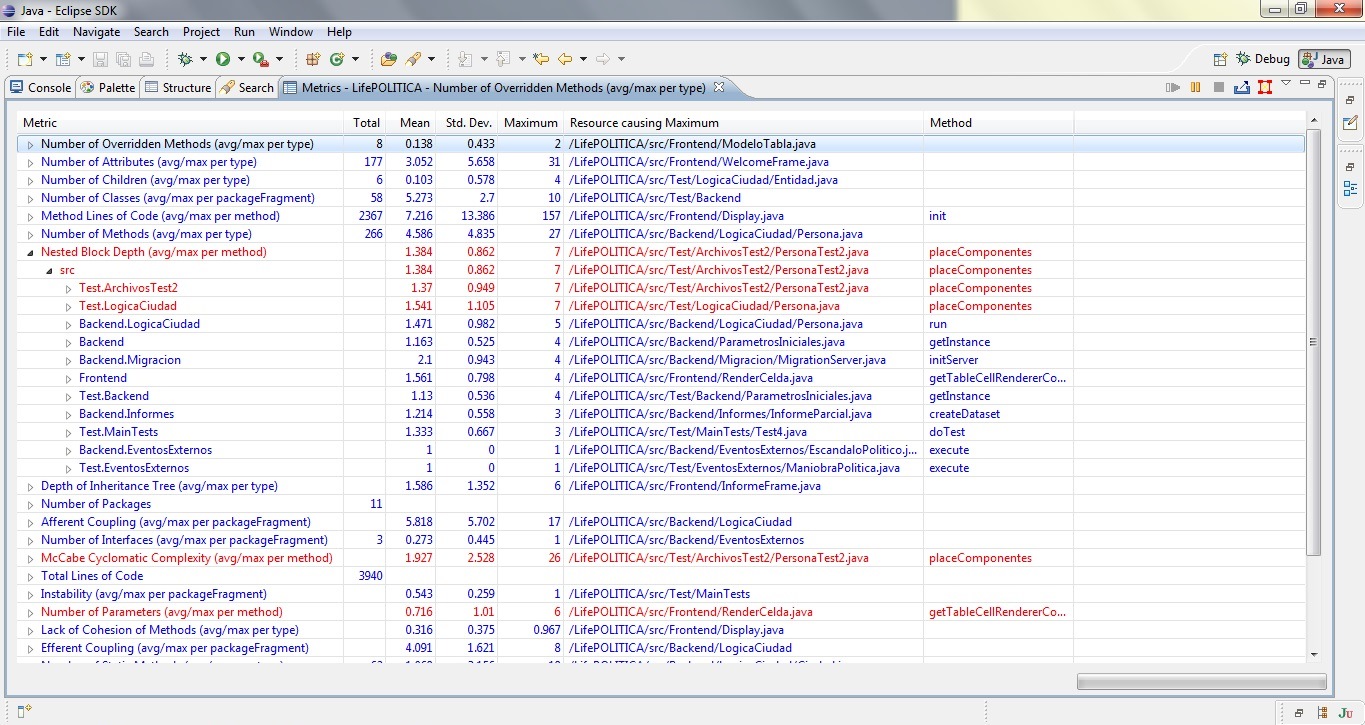 Java - Eclipse SDK
File Edit Navigate Search Project Run Window Help
Debug Java
Console Palette Structure Search Metrics - LifePOLITICA - Number of Overridden Methods (avg/max per type)
Metric Total Mean Std. Dev. Maximum Resource causing Maximum Method
Number of Overridden Methods (avg/max per type) 8 0.138 0.433 2 /LifePOLITICA/src/Frontend/ModeloTabla.java
Number of Attributes (avg/max per type) 177 3.052 5.658 31 /LifePOLITICA/src/Frontend/WelcomeFrame.java
Number of Children (avg/max per type) 6 0.103 0.578 4 /LifePOLITICA/src/Test/LogicaCiudad/Entidad.java
Number of Classes (avg/max per packageFragment) 58 5.273 2.7 10 /LifePOLITICA/src/Test/Backend
Method Lines of Code (avg/max per method) 2367 7.216 13.386 157 /LifePOLITICA/src/Frontend/Display.java init
Number of Methods (avg/max per type) 266 4.586 4.835 27 /LifePOLITICA/src/Backend/LogicaCiudad/Persona.java
Nested Block Depth (avg/max per method) 1.384 0.862 7 /LifePOLITICA/src/Test/ArchivosTest2/PersonaTest2.java placeComponentes
src 1.384 0.862 7 /LifePOLITICA/src/Test/ArchivosTest2/PersonaTest2.java placeComponentes
Test.ArchivosTest2 1.37 0.949 7 /LifePOLITICA/src/Test/ArchivosTest2/PersonaTest2.java placeComponentes
Test.LogicaCiudad 1.541 1.105 7 /LifePOLITICA/src/Test/LogicaCiudad/Persona.java placeComponentes
Backend.LogicaCiudad 1.471 0.982 5 /LifePOLITICA/src/Backend/LogicaCiudad/Persona.java run
Backend 1.163 0.525 4 /LifePOLITICA/src/Backend/ParametrosIniciales.java getInstance
Backend.Migracion 2.1 0.943 4 /LifePOLITICA/src/Backend/Migracion/MigrationServer.java initServer
Frontend 1.561 0.798 4 /LifePOLITICA/src/Frontend/RenderCelda.java getTableCellRendererCo...
Test.Backend 1.13 0.536 4 /LifePOLITICA/src/Test/Backend/ParametrosIniciales.java getInstance
Backend.Informes 1.214 0.558 3 /LifePOLITICA/src/Backend/Informes/InformeParcial.java createDataset
Test.MainTests 1.333 0.667 3 /LifePOLITICA/src/Test/MainTests/Test4.java doTest
Backend.EventosExternos 1 0 1 /LifePOLITICA/src/Backend/EventosExternos/EscandaloPolitico.j... execute
Test.EventosExternos 1 0 1 /LifePOLITICA/src/Test/EventosExternos/ManiobraPolitica.java execute
Depth of Inheritance Tree (avg/max per type) 1.586 1.352 6 /LifePOLITICA/src/Frontend/InformeFrame.java
Number of Packages 11
Afferent Coupling (avg/max per packageFragment) 5.818 5.702 17 /LifePOLITICA/src/Backend/LogicaCiudad
Number of Interfaces (avg/max per packageFragment) 3 0.273 0.445 1 /LifePOLITICA/src/Backend/EventosExternos
McCabe Cyclomatic Complexity (avg/max per method) 1.927 2.528 26 /LifePOLITICA/src/Test/ArchivosTest2/PersonaTest2.java placeComponentes
Total Lines of Code 3940
Instability (avg/max per packageFragment) 0.543 0.259 1 /LifePOLITICA/src/Test/MainTests
Number of Parameters (avg/max per method) 0.716 1.01 6 /LifePOLITICA/src/Frontend/RenderCelda.java getTableCellRendererCo...
Lack of Cohesion of Methods (avg/max per type) 0.316 0.375 0.967 /LifePOLITICA/src/Frontend/Display.java
Efferent Coupling (avg/max per packageFragment) 4.091 1.621 8 /LifePOLITICA/src/Backend/LogicaCiudad